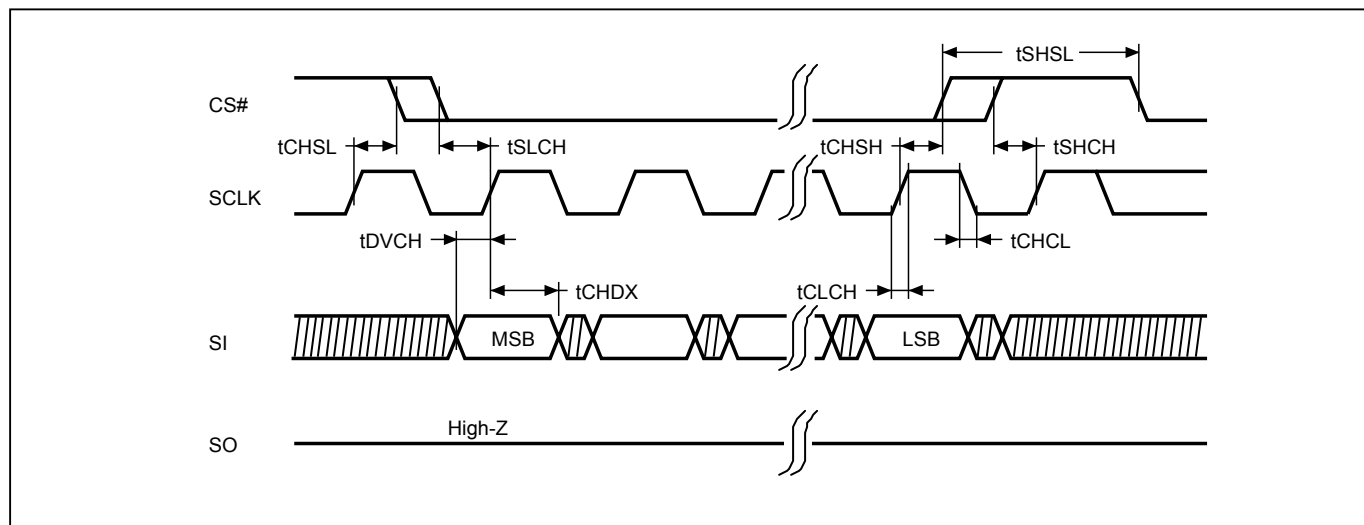 tSHSL
CS#
tCHSL
tSLCH
tCHSH
tSHCH
SCLK
tDVCH
tCHCL
tCHDX
tCLCH
SI
MSB
LSB
High-Z
SO